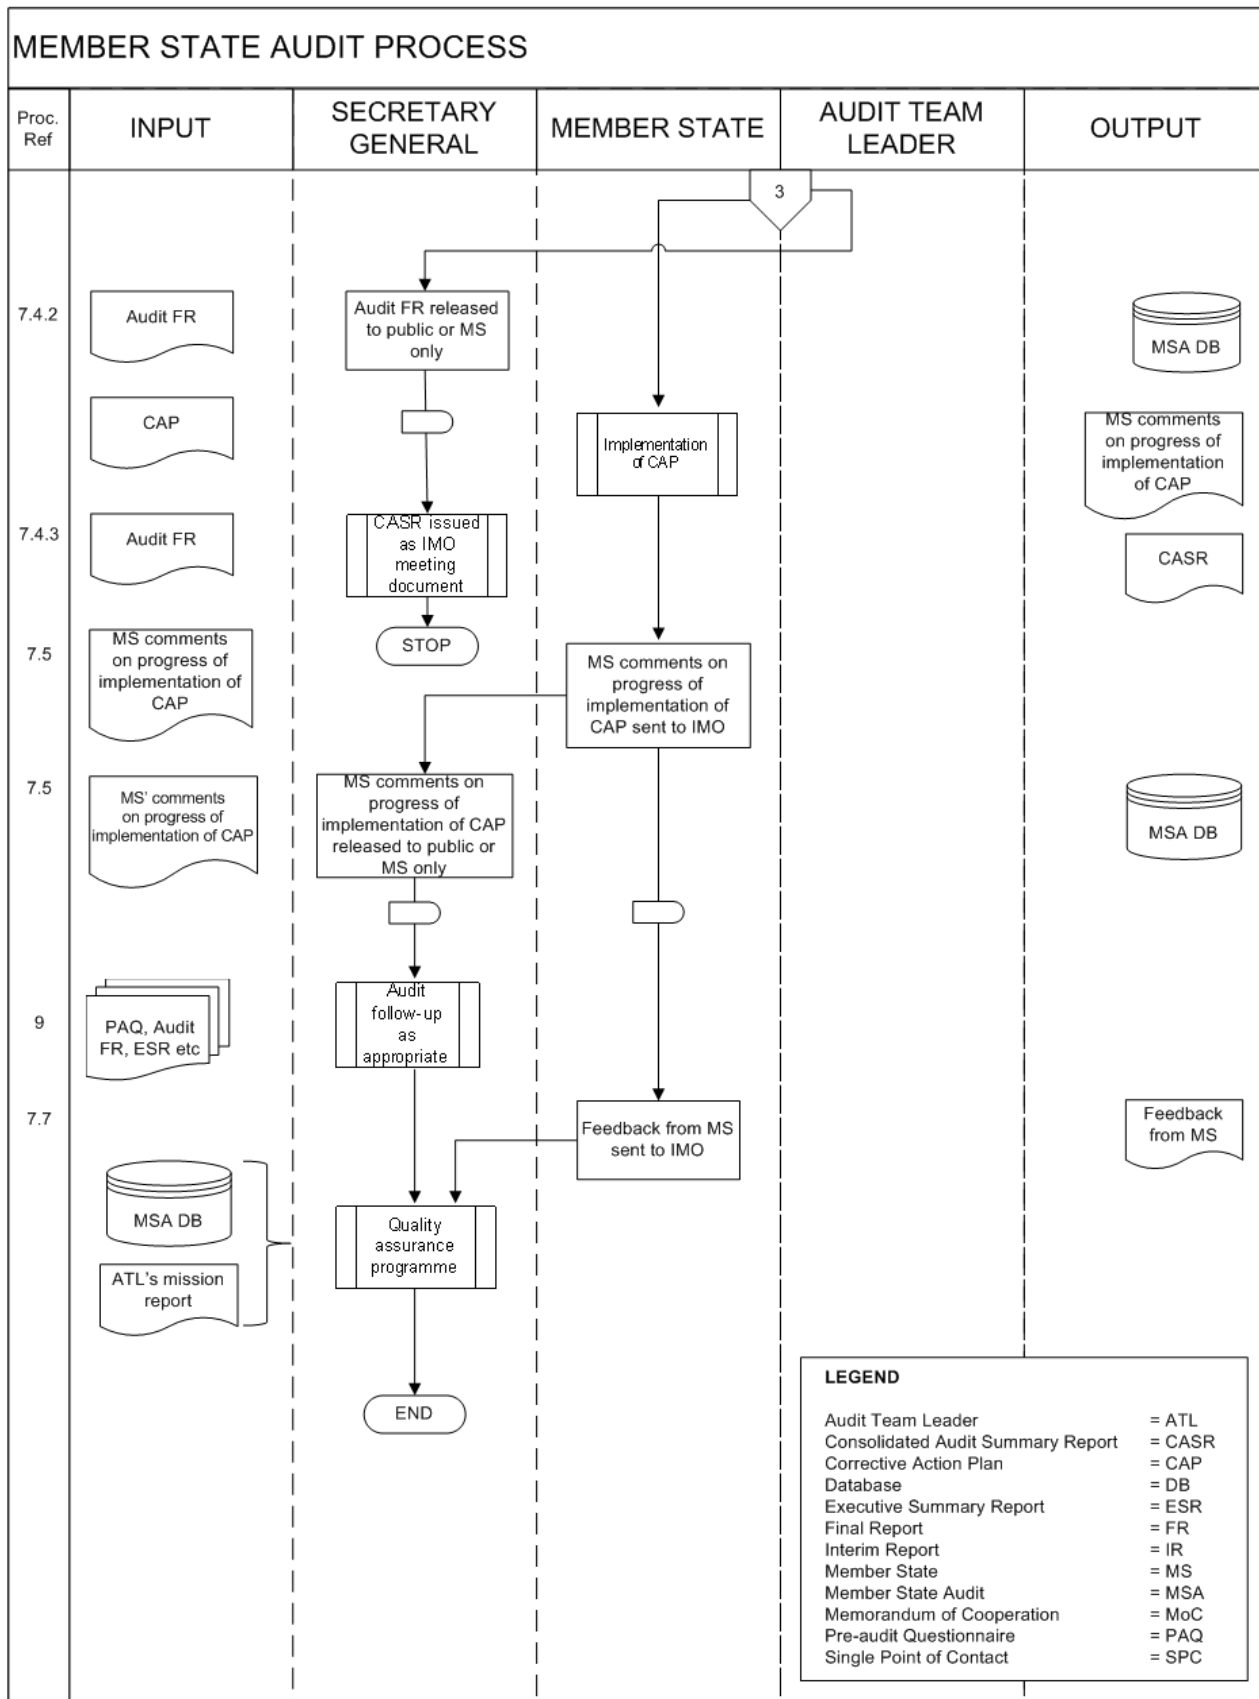 MEMBER STATE AUDIT PROCESS
Proc.
Ref
INPUT
SECRETARY
GENERAL
MEMBER STATE
AUDIT TEAM
LEADER
OUTPUT
3
7.4.2
Audit FR
Audit FR released
to public or MS
only
MSA DB
CAP
Implementation
of CAP
MS comments
on progress of
implementation
of CAP
7.4.3
Audit FR
CASR issued
as IMO
meeting
document
CASR
STOP
7.5
MS comments
on progress of
implementation of
CAP
MS comments on
progress of
implementation of
CAP sent to IMO
7.5
MS' comments
on progress of
implementation of CAP
MS comments on
progress of
implementation of CAP
released to public or
MS only
MSA DB
9
PAQ, Audit
FR, ESR etc
Audit
follow-up
as
appropriate
7.7
Feedback from MS
sent to IMO
Feedback
from MS
MSA DB
ATL's mission
report
Quality
assurance
programme
END
LEGEND
Audit Team Leader = ATL
Consolidated Audit Summary Report = CASR
Corrective Action Plan = CAP
Database = DB
Executive Summary Report = ESR
Final Report = FR
Interim Report = IR
Member State = MS
Member State Audit = MSA
Memorandum of Cooperation = MoC
Pre-audit Questionnaire = PAQ
Single Point of Contact = SPC